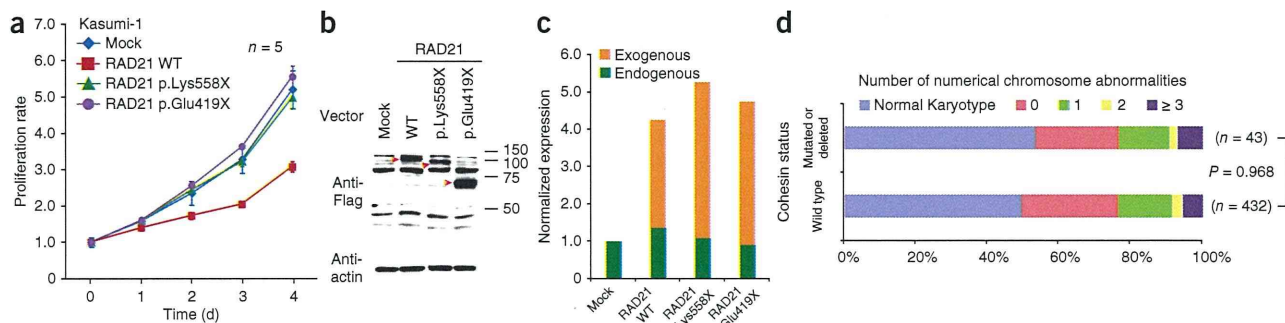 a
Kasumi-1
Mock
RAD21 WT
RAD21 p.Lys558X
RAD21 p.Glu419X
n = 5
Proliferation rate
7.0
6.0
5.0
4.0
3.0
2.0
1.0
0
0 1 2 3 4
Time (d)
b
RAD21
Vector
Mock
WT
p.Lys558X
p.Glu419X
150
100
75
50
Anti-
Flag
Anti-
actin
c
Exogenous
Endogenous
Normalized expression
6.0
5.0
4.0
3.0
2.0
1.0
0
Mock
RAD21
WT
RAD21
Lys558X
RAD21
Glu419X
d
Number of numerical chromosome abnormalities
Normal Karyotype 0 1 2 ≥ 3
Cohesin status
Mutated or
deleted
Wild type
(n = 43)
P = 0.968
(n = 432)
0% 20% 40% 60% 80% 100%